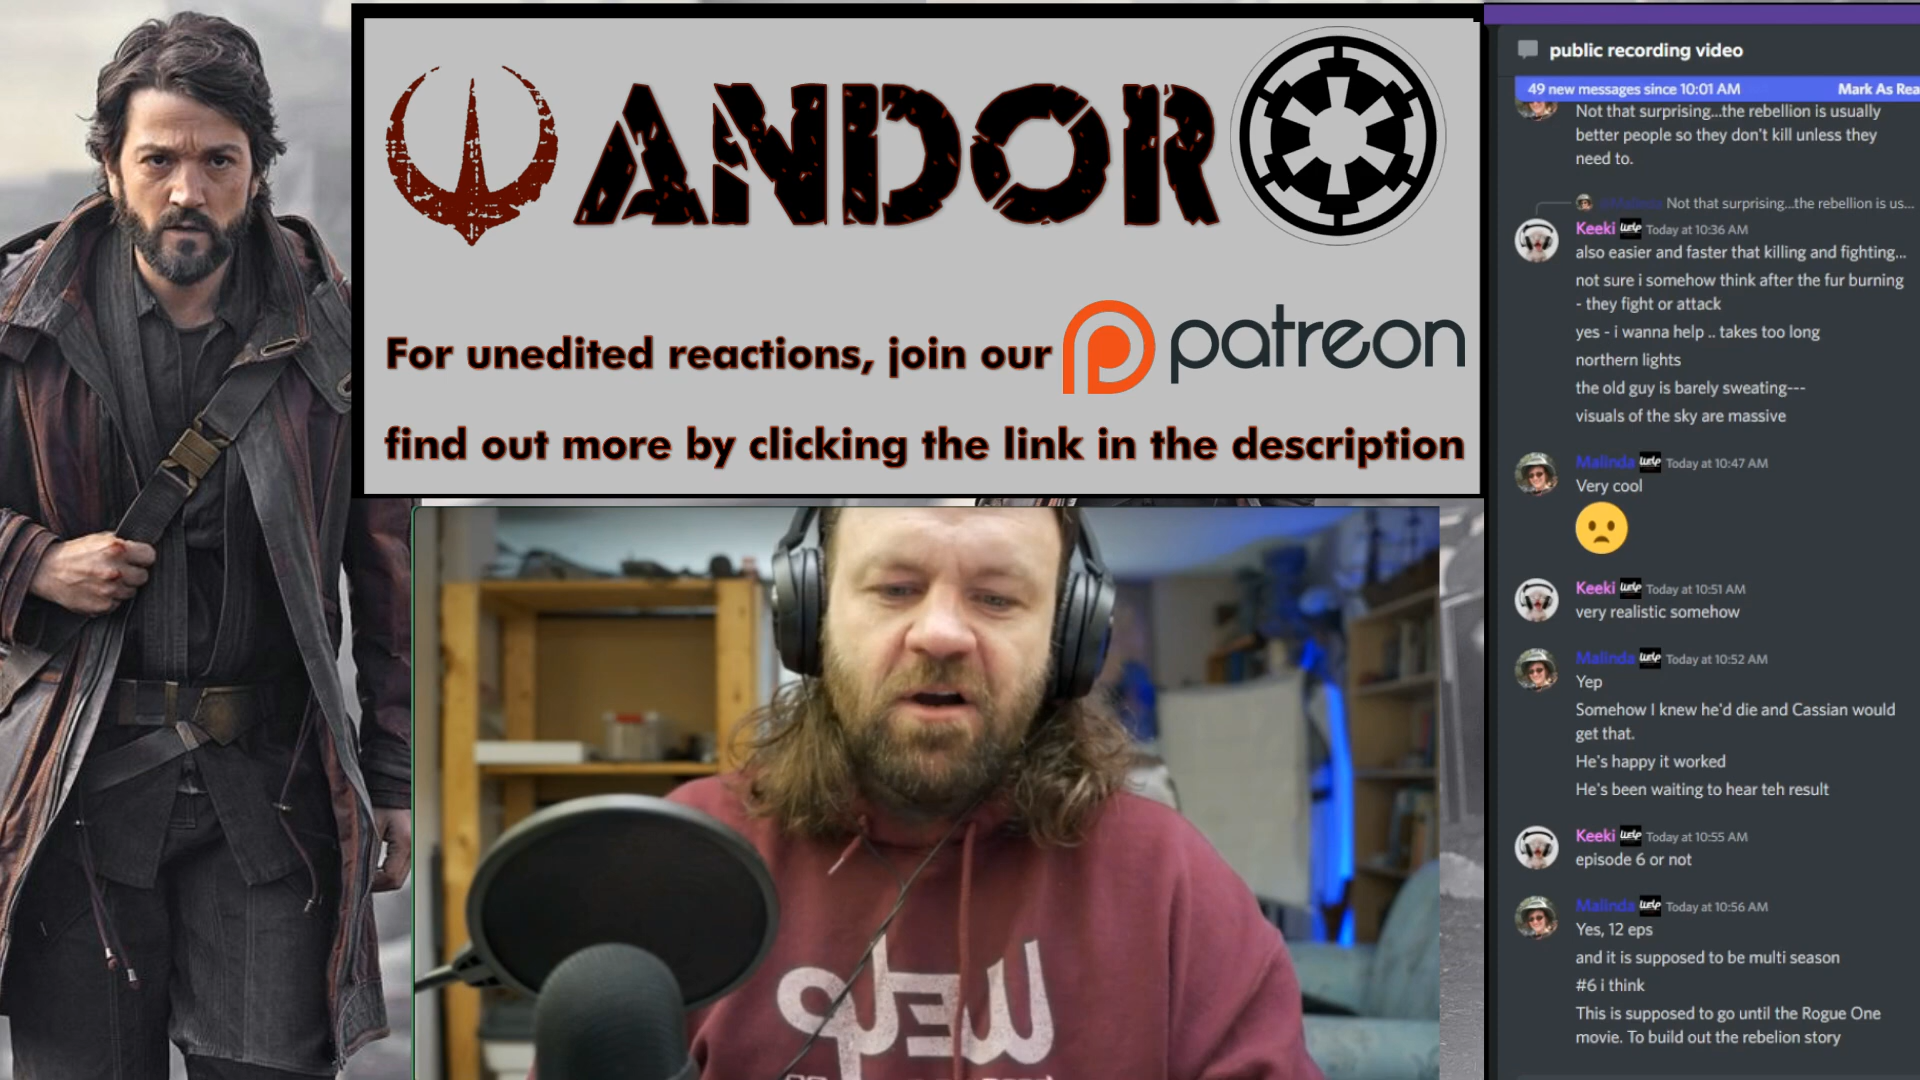 ANDOR
For unedited reactions, join our patreon
find out more by clicking the link in the description
public recording video
49 new messages since 10:01 AM Mark As Rea
Not that surprising...the rebellion is usually
better people so they don't kill unless they
need to.
@Malinda Not that surprising...the rebellion is us...
Keeki welp Today at 10:36 AM
also easier and faster that killing and fighting...
not sure i somehow think after the fur burning
- they fight or attack
yes - i wanna help .. takes too long
northern lights
the old guy is barely sweating---
visuals of the sky are massive
Malinda welp Today at 10:47 AM
Very cool
Keeki welp Today at 10:51 AM
very realistic somehow
Malinda welp Today at 10:52 AM
Yep
Somehow I knew he'd die and Cassian would
get that.
He's happy it worked
He's been waiting to hear teh result
Keeki welp Today at 10:55 AM
episode 6 or not
Malinda welp Today at 10:56 AM
Yes, 12 eps
and it is supposed to be multi season
#6 i think
This is supposed to go until the Rogue One
movie. To build out the rebelion story
welp